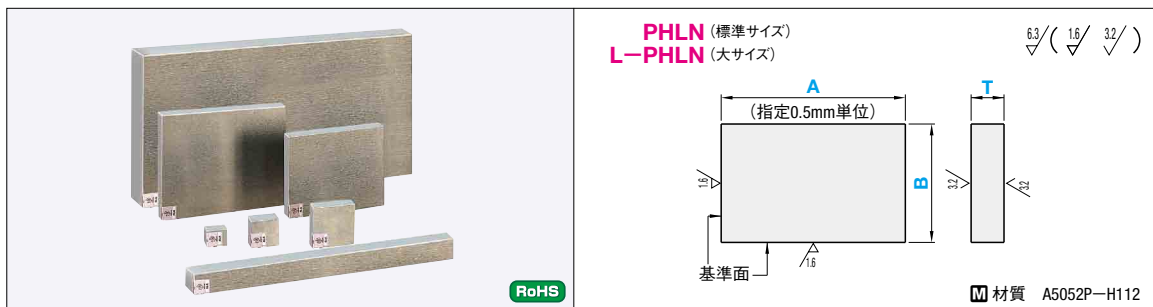 RoHS
PHLN (標準サイズ)
L－PHLN (大サイズ)
6.3 ( 1.6 3.2 )
A
(指定0.5mm単位)
T
B
1.6
3.2
3.2
1.6
基準面
M 材質 A5052P－H112